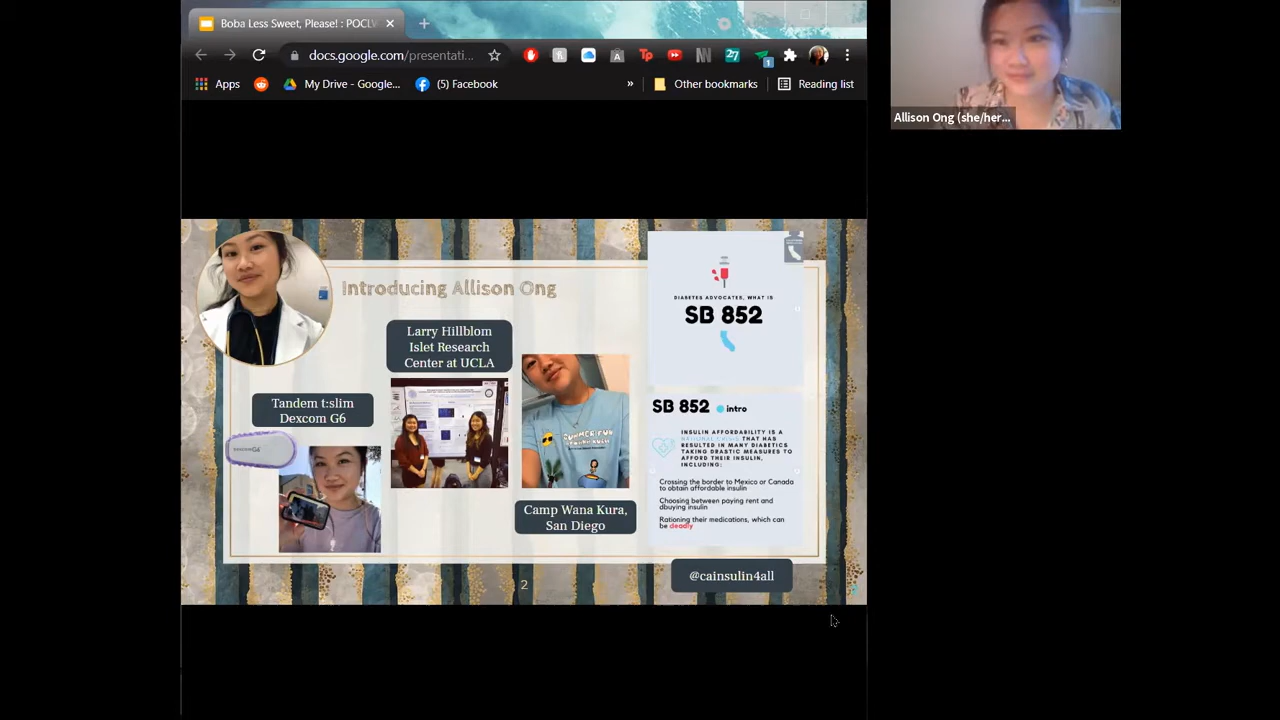 Boba Less Sweet, Please! : POCLW
docs.google.com/presentati...
Tp
27
1
Apps
My Drive - Google...
(5) Facebook
»
Other bookmarks
Reading list
Allison Ong (she/her...
Introducing Allison Ong
Larry Hillblom
Islet Research
Center at UCLA
Tandem t:slim
Dexcom G6
Camp Wana Kura,
San Diego
DIABETES ADVOCATES, WHAT IS
SB 852
SB 852 intro
INSULIN AFFORDABILITY IS A
NATIONAL CRISIS THAT HAS
RESULTED IN MANY DIABETICS
TAKING DRASTIC MEASURES TO
AFFORD THEIR INSULIN,
INCLUDING:
Crossing the border to Mexico or Canada
to obtain affordable insulin
Choosing between paying rent and
dbuying insulin
Rationing their medications, which can
be deadly
@cainsulin4all
2